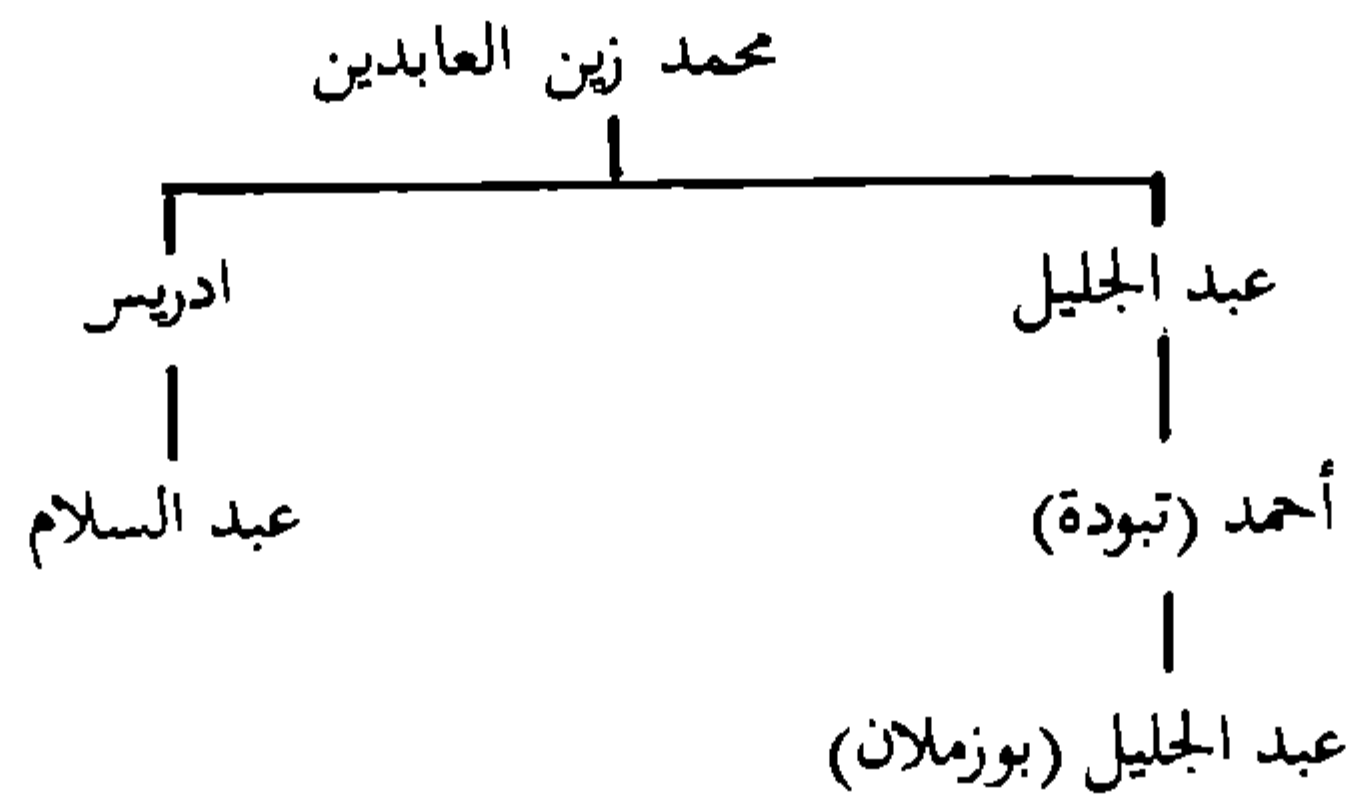 محمد زين العابدين
عبد الجليل
ادريس
أحمد (تبودة)
عبد السلام
عبد الجليل (بوزملان)